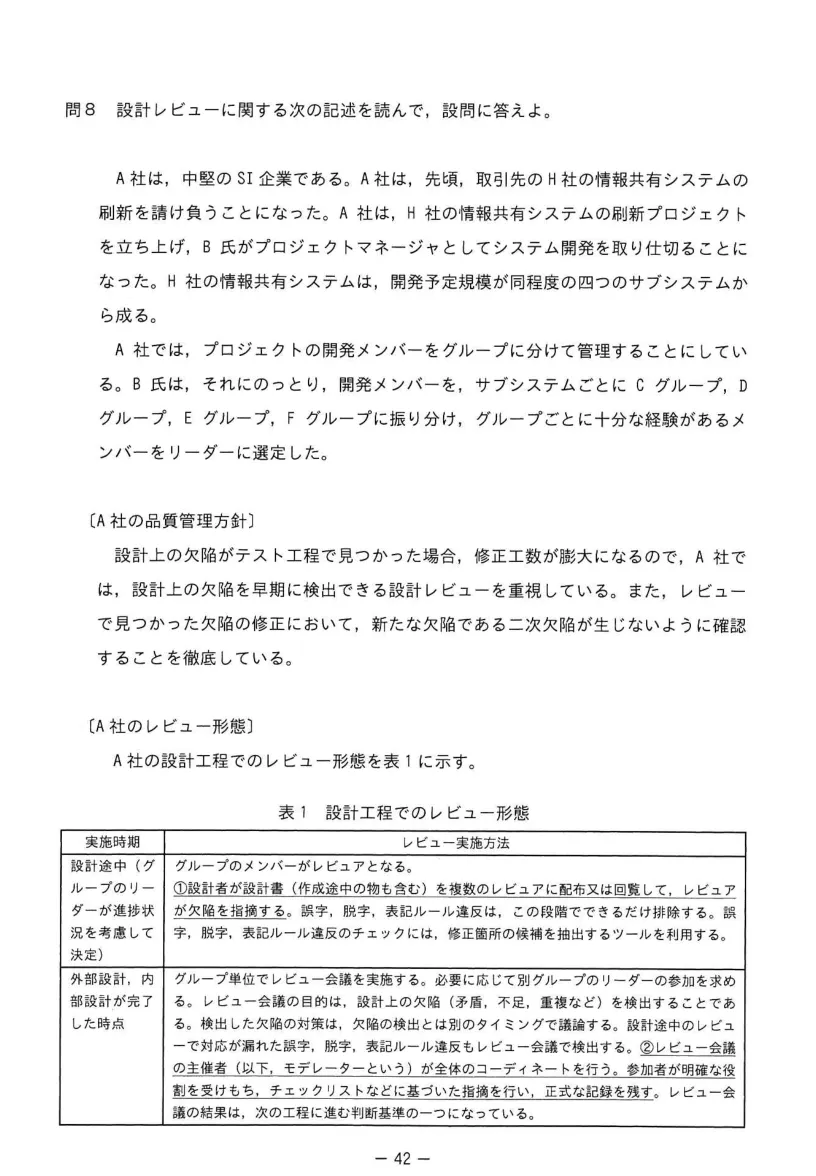 問8　設計レビューに関する次の記述を読んで，設問に答えよ。
A社は，中堅のSI企業である。A社は，先頃，取引先のH社の情報共有システムの
刷新を請け負うことになった。A 社は，H 社の情報共有システムの刷新プロジェクト
を立ち上げ，B 氏がプロジェクトマネージャとしてシステム開発を取り仕切ることに
なった。H 社の情報共有システムは，開発予定規模が同程度の四つのサブシステムか
ら成る。
A 社では，プロジェクトの開発メンバーをグループに分けて管理することにしてい
る。B 氏は，それにのっとり，開発メンバーを，サブシステムごとに C グループ，D
グループ，E グループ，F グループに振り分け，グループごとに十分な経験があるメ
ンバーをリーダーに選定した。
〔A社の品質管理方針〕
設計上の欠陥がテスト工程で見つかった場合，修正工数が膨大になるので，A 社で
は，設計上の欠陥を早期に検出できる設計レビューを重視している。また，レビュー
で見つかった欠陥の修正において，新たな欠陥である二次欠陥が生じないように確認
することを徹底している。
〔A社のレビュー形態〕
A社の設計工程でのレビュー形態を表1に示す。
表1　設計工程でのレビュー形態
実施時期　レビュー実施方法
設計途中（グ
ループのリー
ダーが進捗状
況を考慮して
決定）
グループのメンバーがレビュアとなる。
①設計者が設計書（作成途中の物も含む）を複数のレビュアに配布又は回覧して，レビュア
が欠陥を指摘する。誤字，脱字，表記ルール違反は，この段階でできるだけ排除する。誤
字，脱字，表記ルール違反のチェックには，修正箇所の候補を抽出するツールを利用する。
外部設計，内
部設計が完了
した時点
グループ単位でレビュー会議を実施する。必要に応じて別グループのリーダーの参加を求め
る。レビュー会議の目的は，設計上の欠陥（矛盾，不足，重複など）を検出することであ
る。検出した欠陥の対策は，欠陥の検出とは別のタイミングで議論する。設計途中のレビュ
ーで対応が漏れた誤字，脱字，表記ルール違反もレビュー会議で検出する。②レビュー会議
の主催者（以下，モデレーターという）が全体のコーディネートを行う。参加者が明確な役
割を受けもち，チェックリストなどに基づいた指摘を行い，正式な記録を残す。レビュー会
議の結果は，次の工程に進む判断基準の一つになっている。
－ 42 －